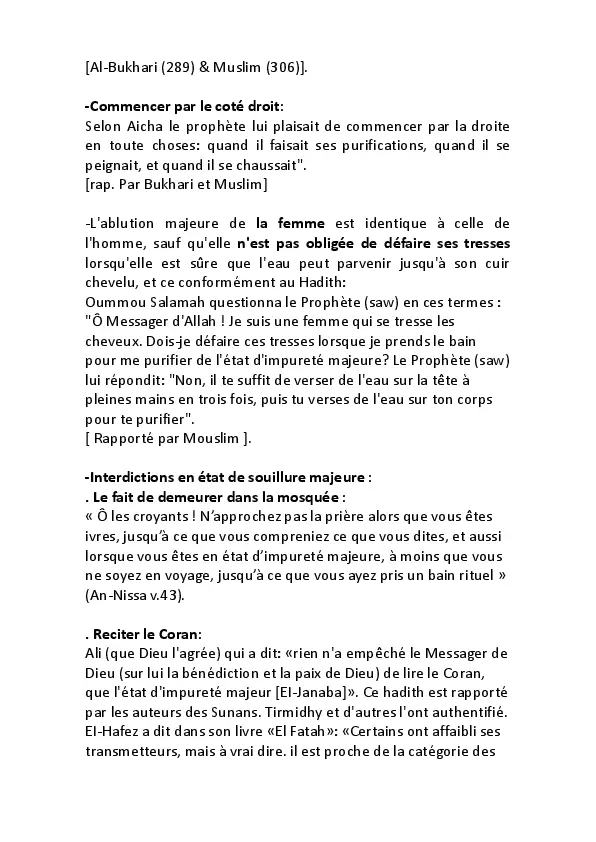 [Al-Bukhari (289) & Muslim (306)].
-Commencer par le coté droit:
Selon Aicha le prophète lui plaisait de commencer par la droite
en toute choses: quand il faisait ses purifications, quand il se
peignait, et quand il se chaussait".
[rap. Par Bukhari et Muslim]
-L'ablution majeure de la femme est identique à celle de
l'homme, sauf qu'elle n'est pas obligée de défaire ses tresses
lorsqu'elle est sûre que l'eau peut parvenir jusqu'à son cuir
chevelu, et ce conformément au Hadith:
Oummou Salamah questionna le Prophète (saw) en ces termes :
"Ô Messager d'Allah ! Je suis une femme qui se tresse les
cheveux. Dois-je défaire ces tresses lorsque je prends le bain
pour me purifier de l'état d'impureté majeure? Le Prophète (saw)
lui répondit: "Non, il te suffit de verser de l'eau sur la tête à
pleines mains en trois fois, puis tu verses de l'eau sur ton corps
pour te purifier".
[ Rapporté par Mouslim ].
-Interdictions en état de souillure majeure :
. Le fait de demeurer dans la mosquée :
« Ô les croyants ! N’approchez pas la prière alors que vous êtes
ivres, jusqu’à ce que vous compreniez ce que vous dites, et aussi
lorsque vous êtes en état d’impureté majeure, à moins que vous
ne soyez en voyage, jusqu’à ce que vous ayez pris un bain rituel »
(An-Nissa v.43).
. Reciter le Coran:
Ali (que Dieu l'agrée) qui a dit: «rien n'a empêché le Messager de
Dieu (sur lui la bénédiction et la paix de Dieu) de lire le Coran,
que l'état d'impureté majeur [El-Janaba]». Ce hadith est rapporté
par les auteurs des Sunans. Tirmidhy et d'autres l'ont authentifié.
El-Hafez a dit dans son livre «El Fatah»: «Certains ont affaibli ses
transmetteurs, mais à vrai dire. il est proche de la catégorie des